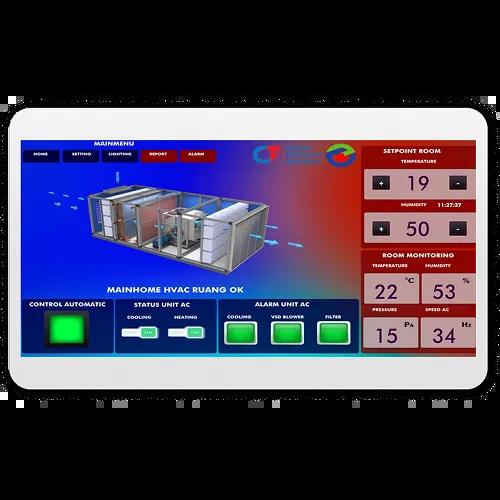 MAINMENU
HOME
SETTING
LIGHTING
REPORT
ALARM
SETPOINT ROOM
TEMPERATURE
+ 19 -
HUMIDITY 11:27:37
+ 50 -
ROOM MONITORING
TEMPERATURE HUMIDITY
22 °C 53 %
PRESSURE SPEED AC
15 PA 34 Hz
MAINHOME HVAC RUANG OK
CONTROL AUTOMATIC
STATUS UNIT AC
COOLING HEATING
ON ON
ALARM UNIT AC
COOLING VSD BLOWER FILTER